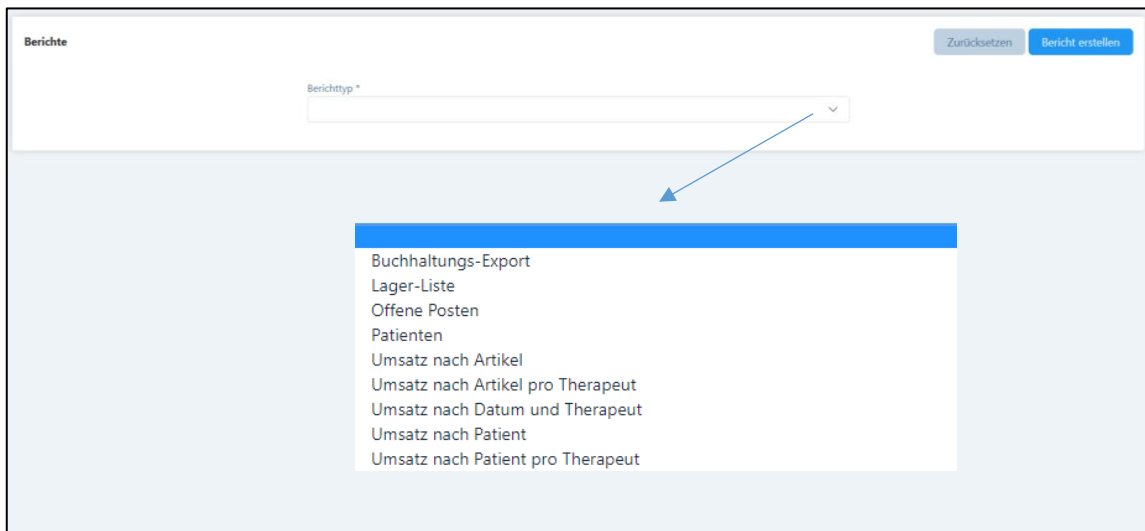 Berichte
Zurücksetzen
Bericht erstellen
Berichttyp *
Buchhaltungs-Export
Lager-Liste
Offene Posten
Patienten
Umsatz nach Artikel
Umsatz nach Artikel pro Therapeut
Umsatz nach Datum und Therapeut
Umsatz nach Patient
Umsatz nach Patient pro Therapeut